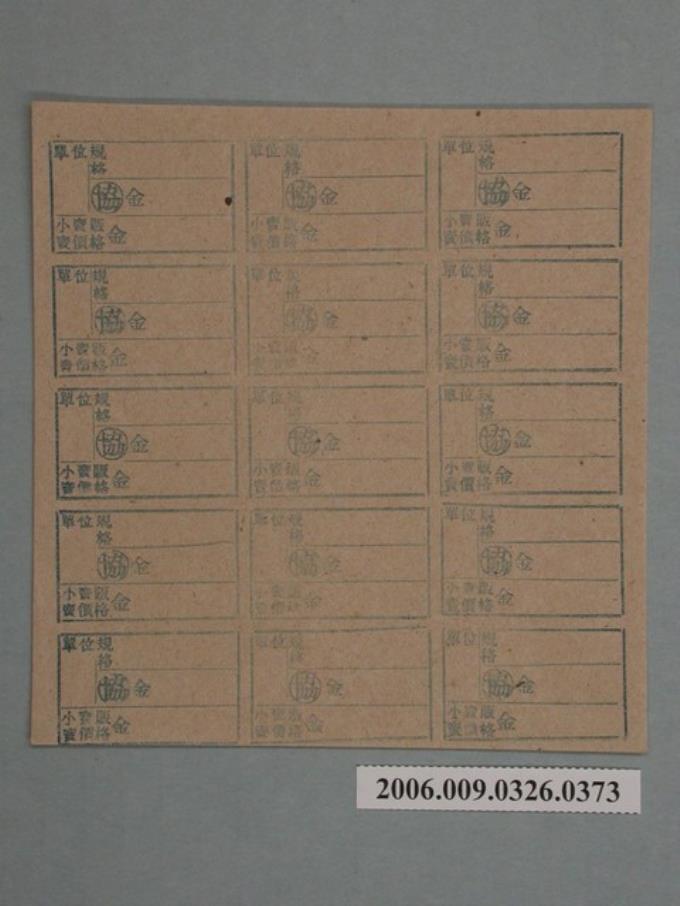 單位 規格
協 金
小賣販
賣價格 金
單位 規格
協 金
小賣販
賣價格 金
單位 規格
協 金
小賣販
賣價格 金
單位 規格
協 金
小賣販
賣價格 金
單位 規格
協 金
小賣販
賣價格 金
單位 規格
協 金
小賣販
賣價格 金
單位 規格
協 金
小賣販
賣價格 金
單位 規格
協 金
小賣販
賣價格 金
單位 規格
協 金
小賣販
賣價格 金
單位 規格
協 金
小賣販
賣價格 金
單位 規格
協 金
小賣販
賣價格 金
單位 規格
協 金
小賣販
賣價格 金
單位 規格
協 金
小賣販
賣價格 金
單位 規格
協 金
小賣販
賣價格 金
單位 規格
協 金
小賣販
賣價格 金
2006.009.0326.0373